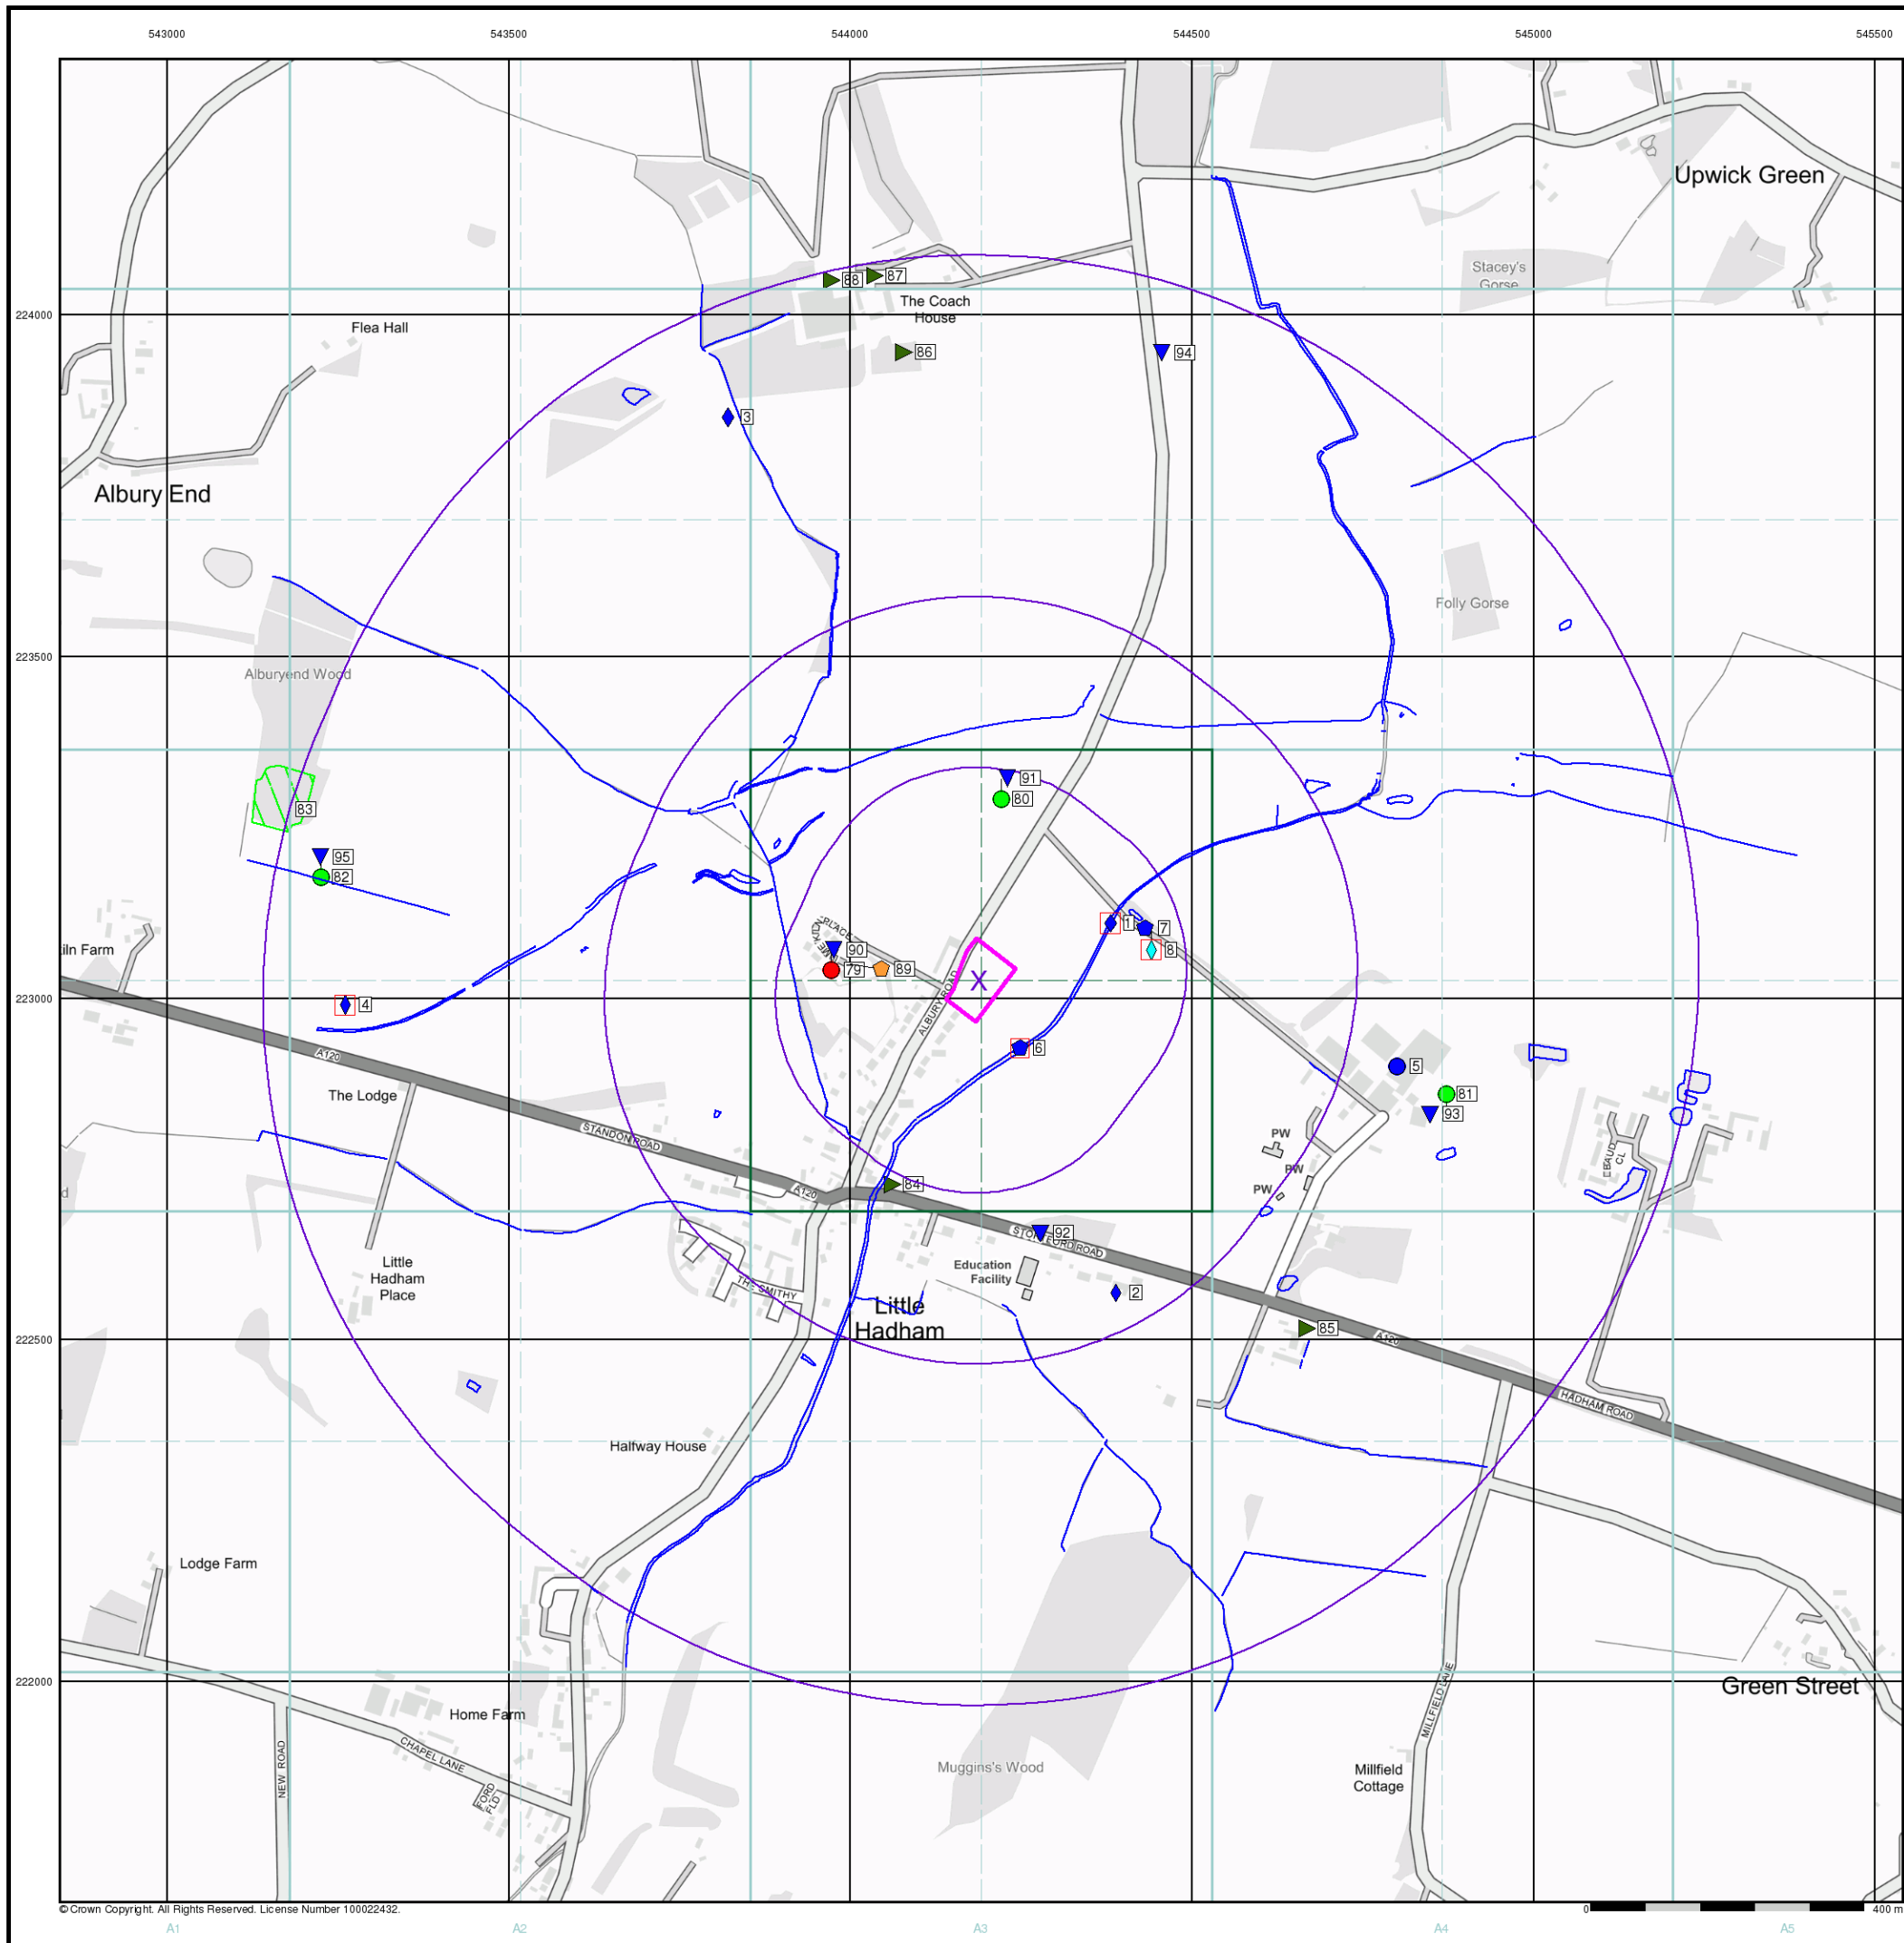 543000
543500
544000
544500
545000
545500
Upwick Green
Stacey's
Gorse
88
87
The Coach
House
224000
Flea Hall
86
94
3
Albury End
Folly Gorse
223500
Alburyend Wood
91
80
83
95
82
1
7
8
PLACE
90
79
89
X
ALBURY ROAD
223000
4
6
A120
The Lodge
5
81
93
STANDON ROAD
PW
PW
PW
CL
A120
84
92
Education
Facility
2
Little
Hadham
Place
THE SMITHY
Little
Hadham
222500
85
A120
HADHAM ROAD
Halfway House
Lodge Farm
222000
MILLFIELD LANE
Green Street
Home Farm
CHAPEL LANE
NEW ROAD
FORD
FLD
Muggins's Wood
Millfield
Cottage
© Crown Copyright. All Rights Reserved. License Number 100022432.
0
400 m
A1
A2
A3
A4
A5